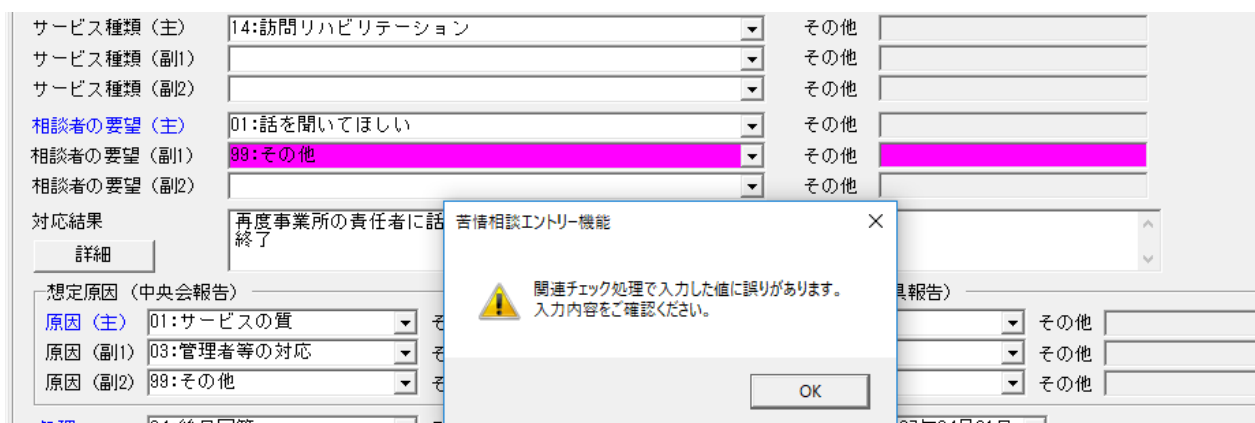 サービス種類（主） 14:訪問リハビリテーション その他
サービス種類（副1） その他
サービス種類（副2） その他
相談者の要望（主） 01:話を聞いてほしい その他
相談者の要望（副1） 99:その他 その他
相談者の要望（副2） その他
対応結果 再度事業所の責任者に話
終了
詳細
苦情相談エントリー機能
関連チェック処理で入力した値に誤りがあります。
入力内容をご確認ください。
OK
想定原因（中央会報告） 報告）
原因（主） 01:サービスの質 その他
原因（副1） 03:管理者等の対応 その他
原因（副2） 99:その他 その他